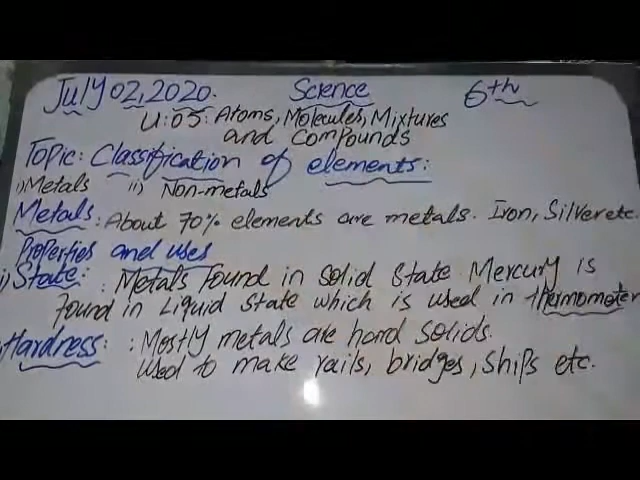 July 02, 2020. Science 6th
U:05: Atoms, Molecules, Mixtures
and Compounds
Topic: Classification of elements:
i) Metals ii) Non-metals
Metals: About 70% elements are metals. Iron, Silver etc.
Properties and uses
i) State: : Metals found in solid state Mercury is
found in Liquid state which is used in thermometer
Hardness: : Mostly metals are hard solids.
Used to make rails, bridges, ships etc.